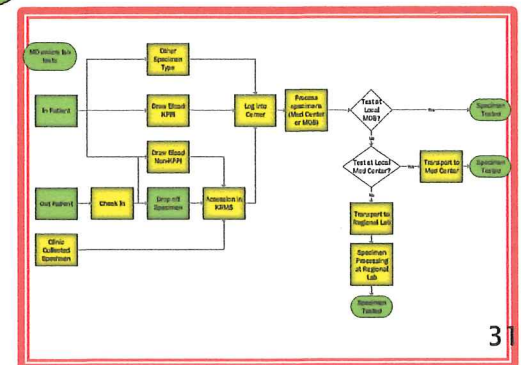 MD orders lab
tests
Other
Specimen
Type
In Patient
Draw Blood
KPIN
Log into
Center
Process
specimens
(Med Center
or MOB)
Test at
Local
MOB?
Yes
Specimen
Tested
Draw Blood
Non-KPIN
No
Test at Local
Med Center?
Transport to
Med Center
Specimen
Tested
Out Patient
Check In
Drop off
Specimen
Accession in
KRMS
No
Transport to
Regional Lab
Clinic
Collected
Specimen
Specimen
Processing
at Regional
Lab
Specimen
Tested
31